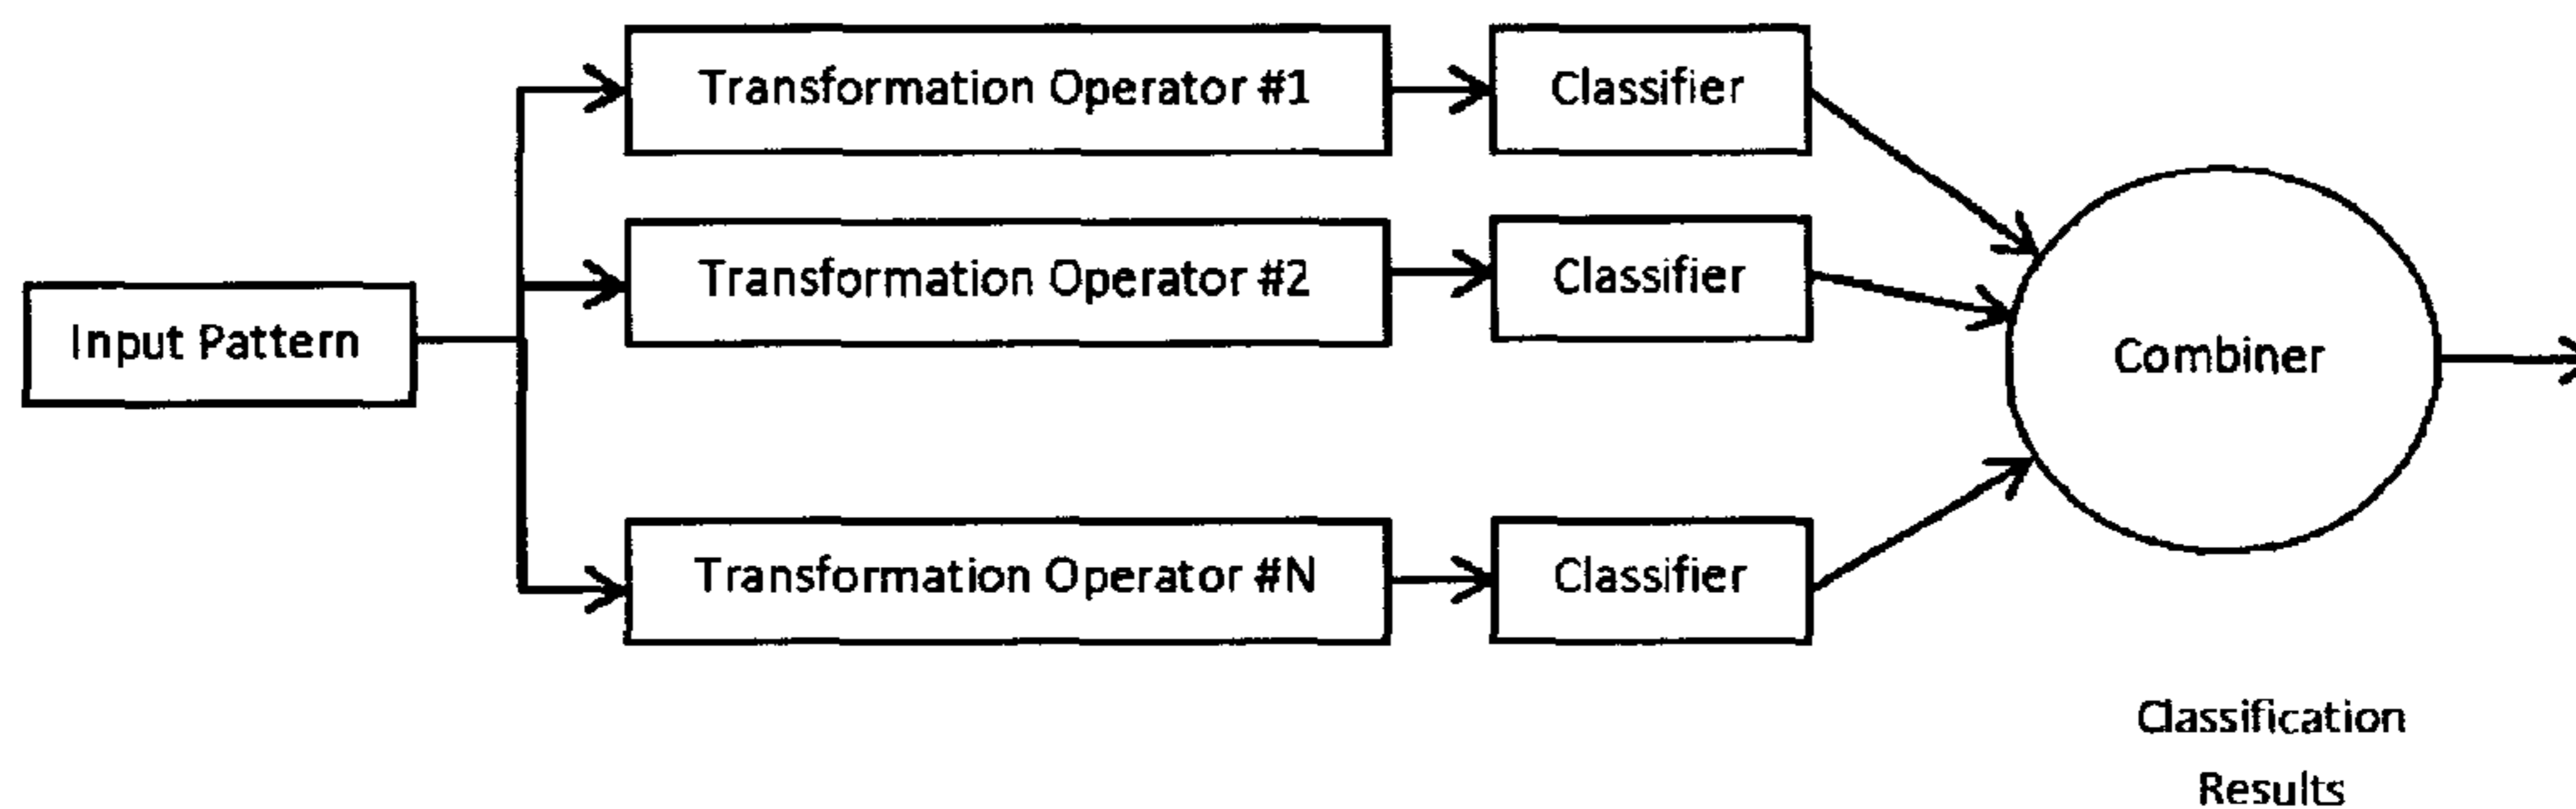 Transformation Operator #1
Classifier
Transformation Operator #2
Classifier
Input Pattern
Combiner
Transformation Operator #N
Classifier
Classification
Results